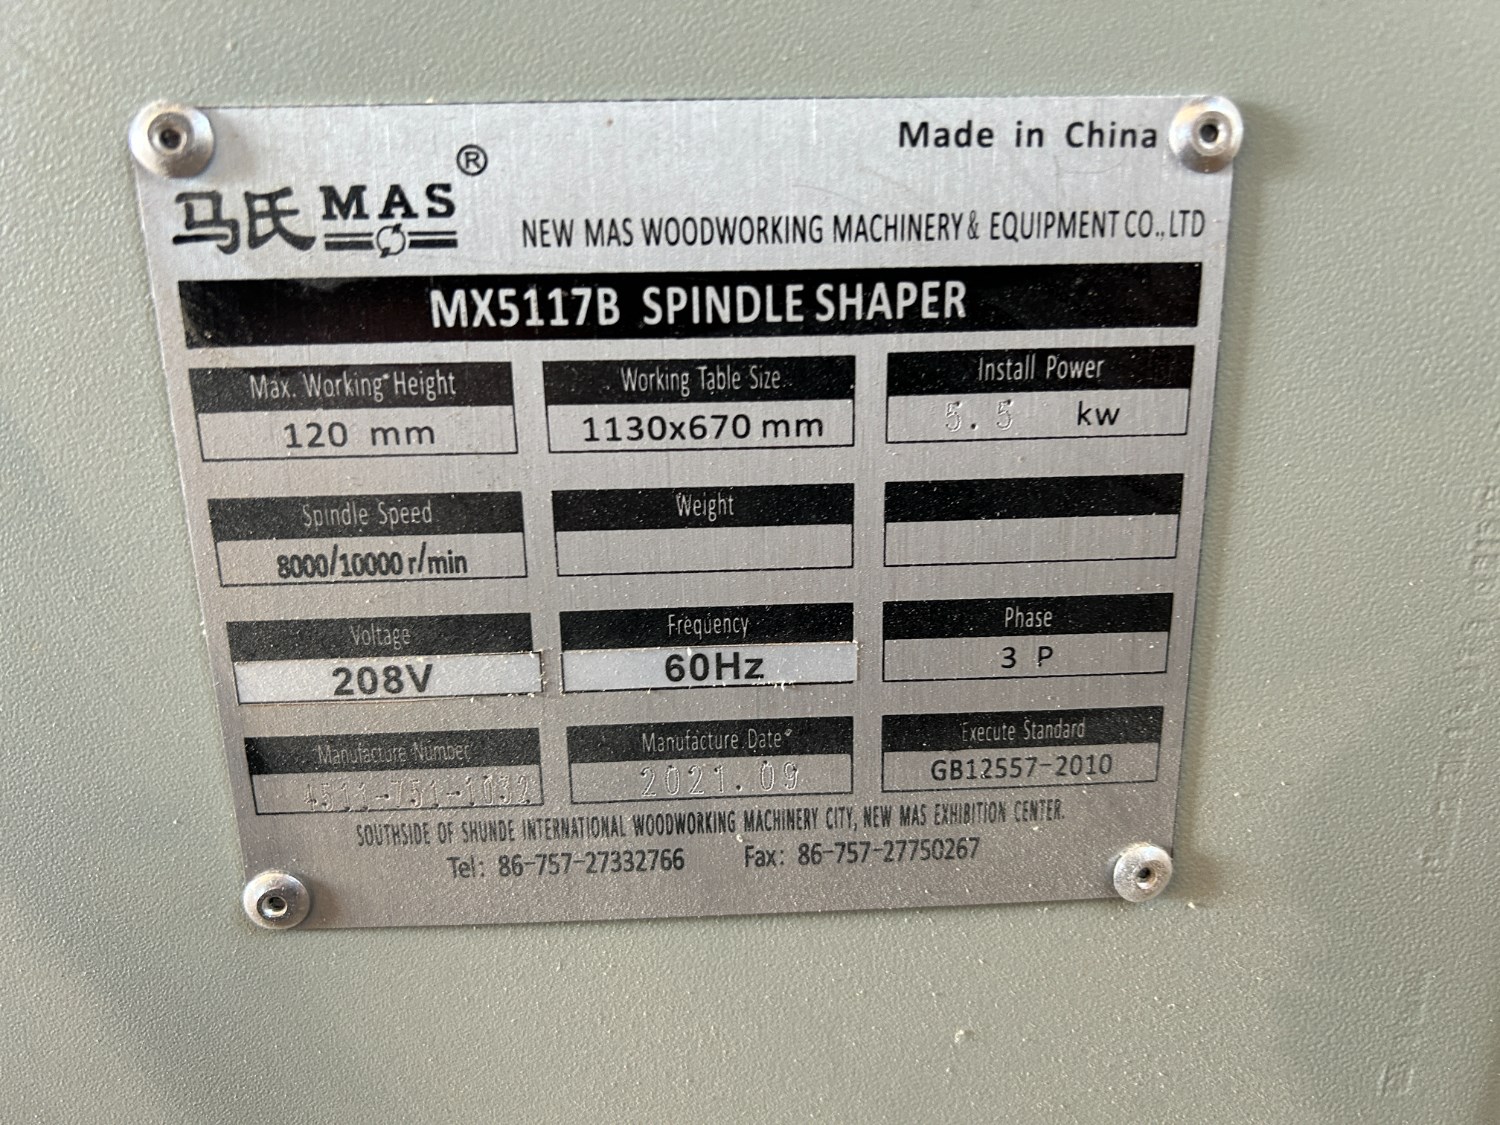 Made in China
马氏 MAS ®
NEW MAS WOODWORKING MACHINERY & EQUIPMENT CO.,LTD
MX5117B SPINDLE SHAPER
Max. Working Height Working Table Size Install Power
120 mm 1130x670 mm 5.5 kw
Spindle Speed Weight
8000/10000 r/min
Voltage Frequency Phase
208V 60Hz 3 P
Manufacture Number Manufacture Date Execute Standard
4511-751-1032 2021.09 GB12557-2010
SOUTHSIDE OF SHUNDE INTERNATIONAL WOODWORKING MACHINERY CITY, NEW MAS EXHIBITION CENTER.
Tel: 86-757-27332766 Fax: 86-757-27750267